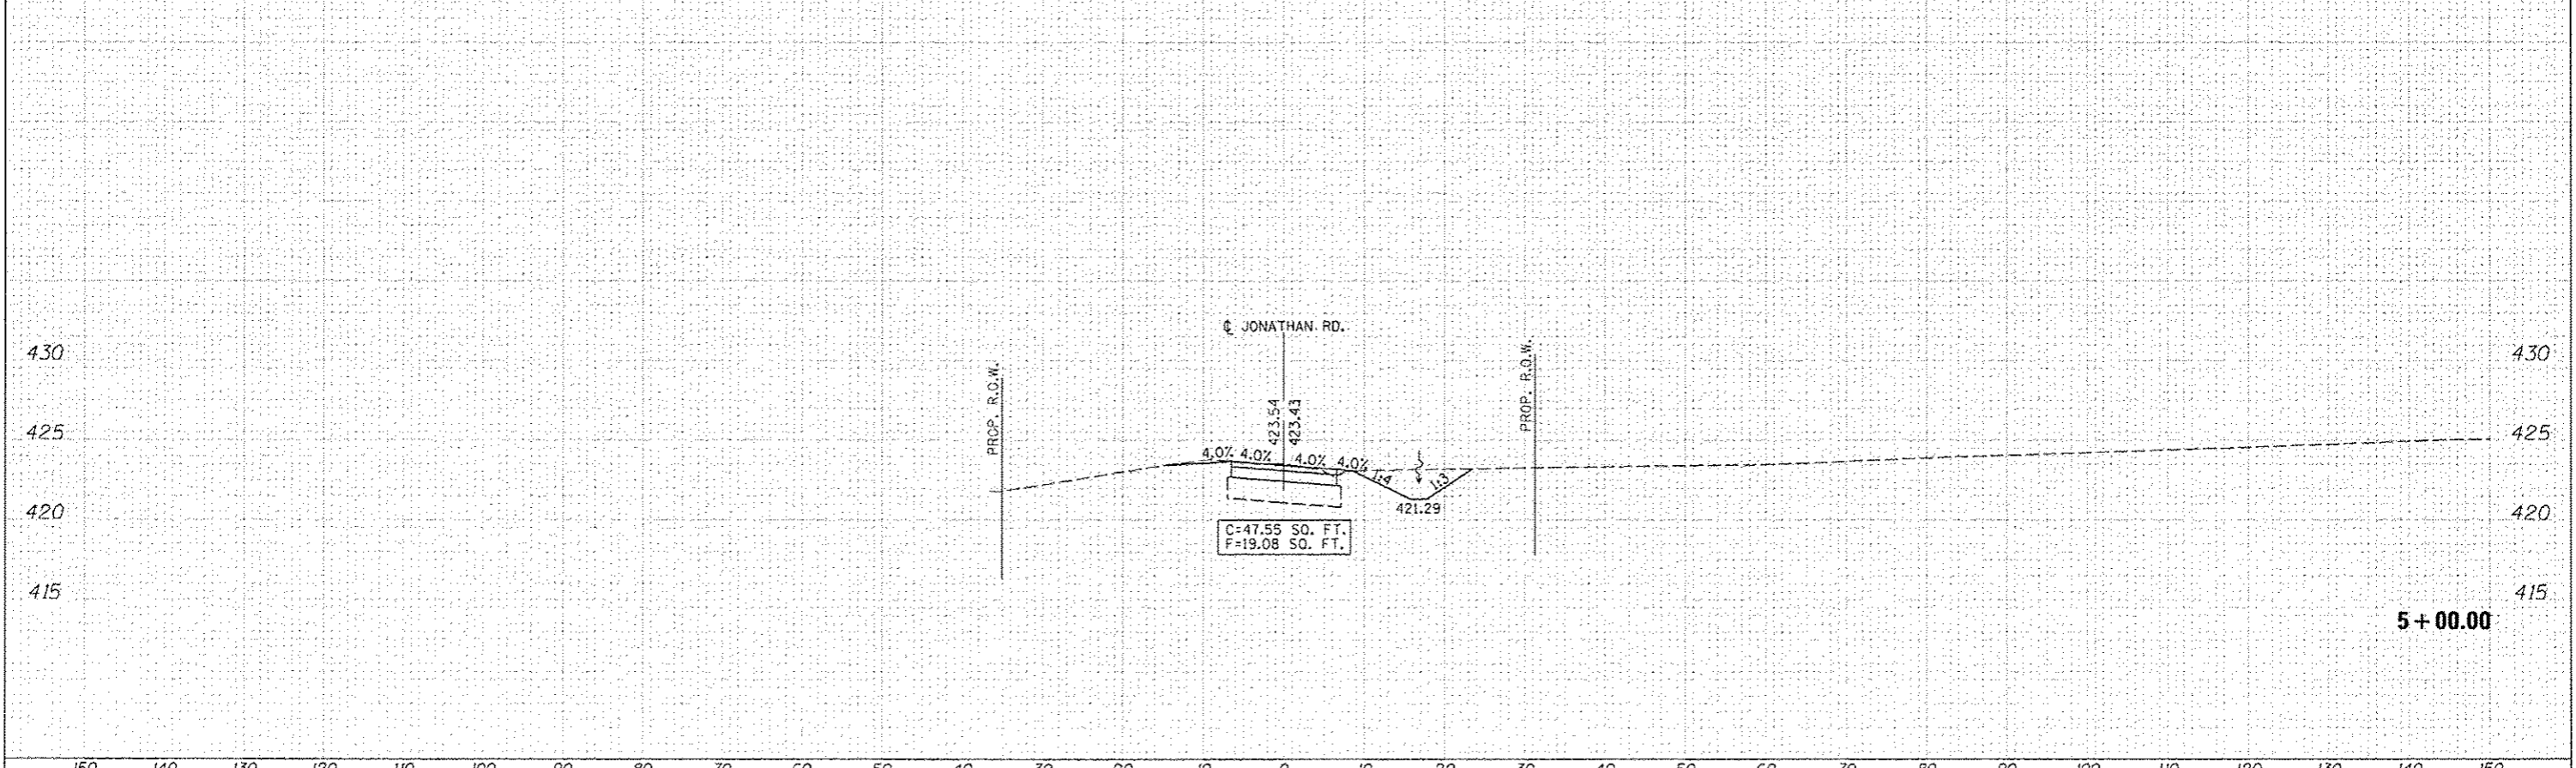 ℄ JONATHAN RD.
430
430
PROP. R.O.W.
PROP. R.O.W.
423.54
423.43
425
425
4.0% 4.0% 4.0% 4.0%
1:4
1:3
421.29
420
420
C=47.55 SQ. FT.
F=19.08 SQ. FT.
415
415
5+00.00